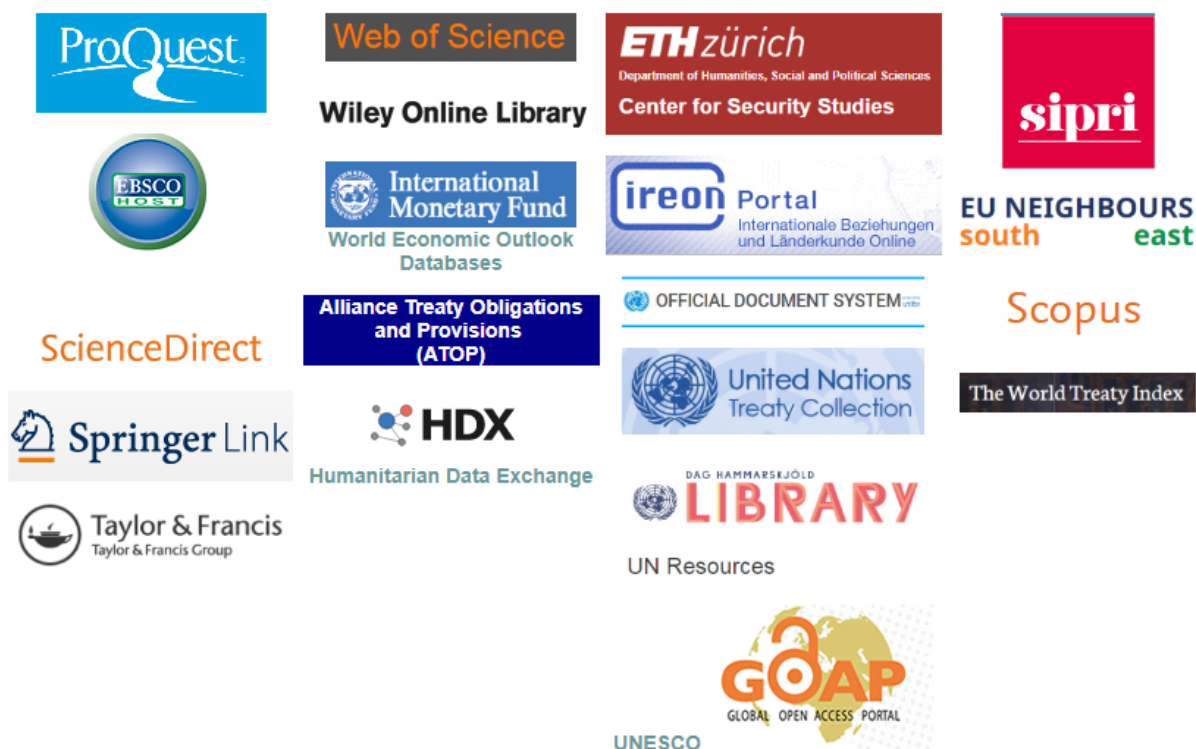 ProQuest
EBSCO
HOST
ScienceDirect
Springer Link
Taylor & Francis
Taylor & Francis Group
Web of Science
Wiley Online Library
International
Monetary Fund
World Economic Outlook
Databases
Alliance Treaty Obligations
and Provisions
(ATOP)
HDX
Humanitarian Data Exchange
ETH zürich
Department of Humanities, Social and Political Sciences
Center for Security Studies
ireon Portal
Internationale Beziehungen
und Länderkunde Online
OFFICIAL DOCUMENT SYSTEM
United Nations
Treaty Collection
DAG HAMMARSKJÖLD
LIBRARY
UN Resources
GOAP
GLOBAL OPEN ACCESS PORTAL
UNESCO
sipri
EU NEIGHBOURS
south east
Scopus
The World Treaty Index